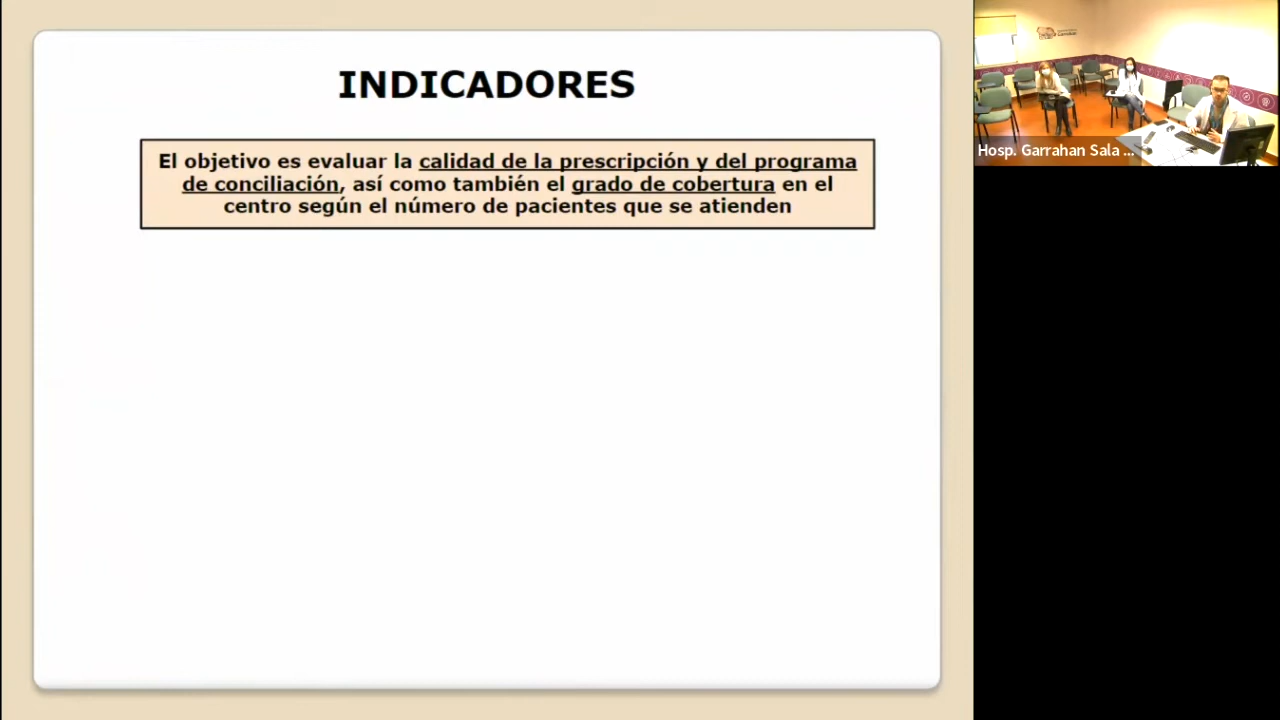 INDICADORES
El objetivo es evaluar la calidad de la prescripción y del programa
de conciliación, así como también el grado de cobertura en el
centro según el número de pacientes que se atienden
Hosp. Garrahan Sala ...